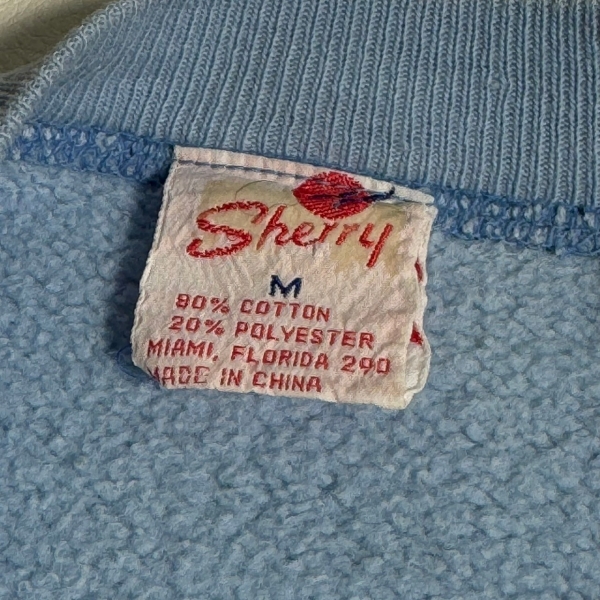 Sherry
M
80% COTTON
20% POLYESTER
MIAMI, FLORIDA 290
MADE IN CHINA